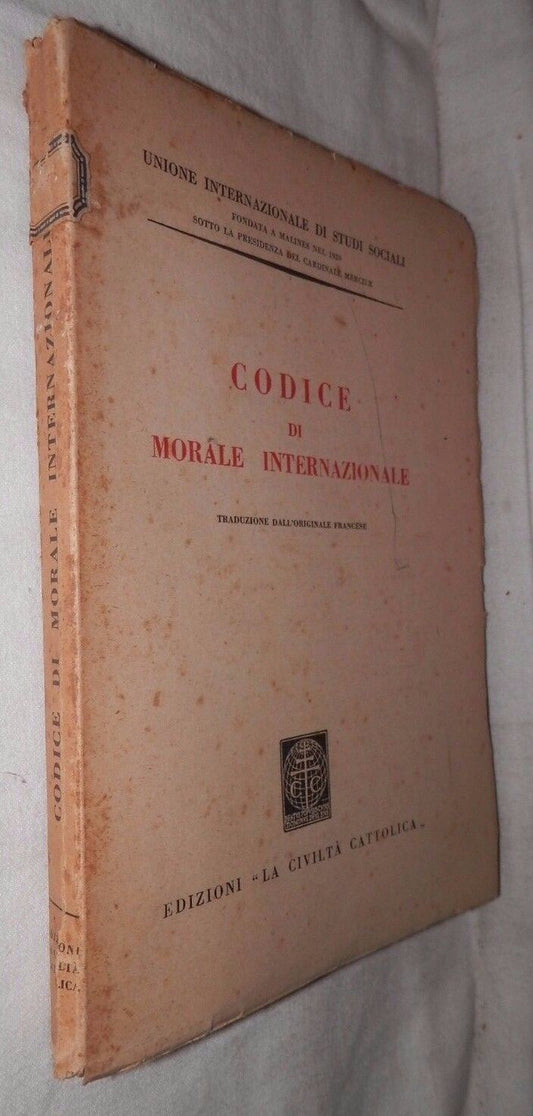 UNIONE INTERNAZIONALE DI STUDI SOCIALI
FONDATA A MALINES NEL 1920
SOTTO LA PRESIDENZA DEL CARDINALE MERCIER
CODICE
DI
MORALE INTERNAZIONALE
TRADUZIONE DALL'ORIGINALE FRANCESE
EDIZIONI "LA CIVILTÀ CATTOLICA„
CODICE DI MORALE INTERNAZIONALE